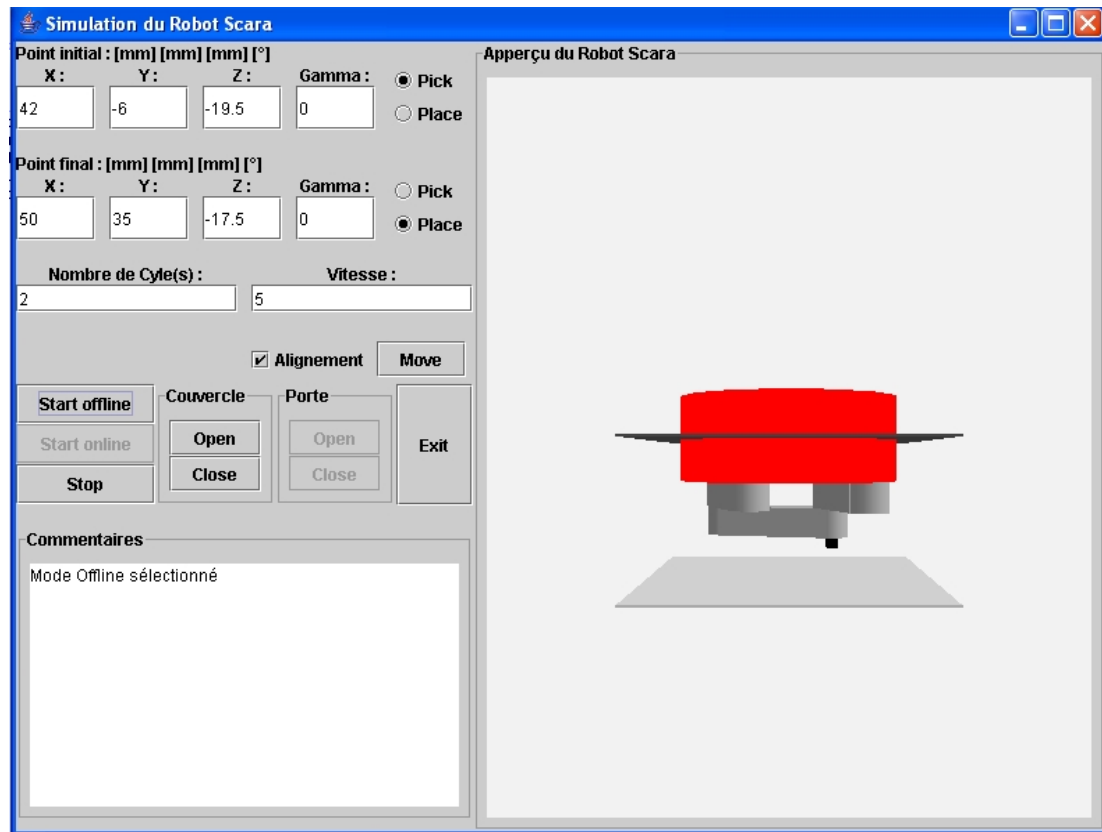 Simulation du Robot Scara
Point initial : [mm] [mm] [mm] [°]
X : Y : Z : Gamma :
42 -6 -19.5 0
Pick
Place
Point final : [mm] [mm] [mm] [°]
X : Y : Z : Gamma :
50 35 -17.5 0
Pick
Place
Nombre de Cyle(s) : Vitesse :
2 5
Alignement Move
Start offline
Start online
Stop
Couvercle
Open
Close
Porte
Open
Close
Exit
Commentaires
Mode Offline sélectionné
Apperçu du Robot Scara